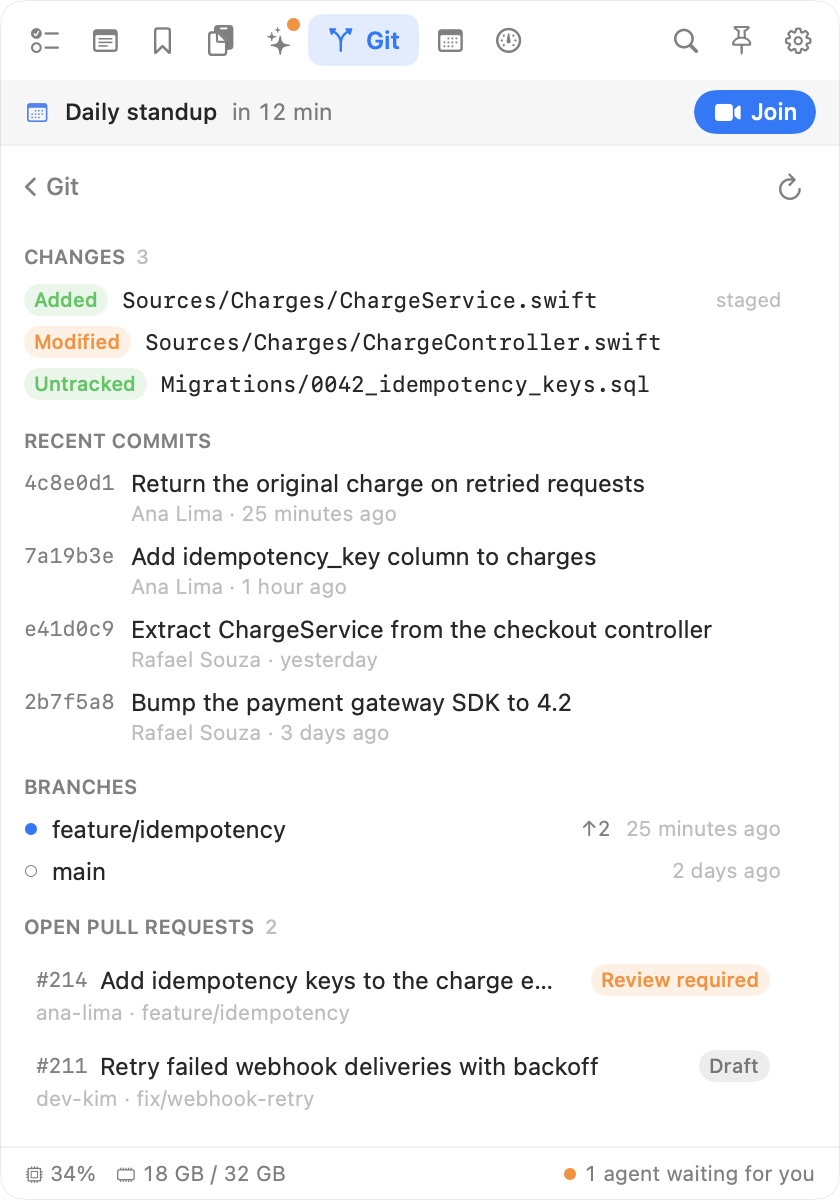 Git
Daily standup in 12 min
Join
Git
CHANGES 3
Added Sources/Charges/ChargeService.swift staged
Modified Sources/Charges/ChargeController.swift
Untracked Migrations/0042_idempotency_keys.sql
RECENT COMMITS
4c8e0d1 Return the original charge on retried requests
Ana Lima · 25 minutes ago
7a19b3e Add idempotency_key column to charges
Ana Lima · 1 hour ago
e41d0c9 Extract ChargeService from the checkout controller
Rafael Souza · yesterday
2b7f5a8 Bump the payment gateway SDK to 4.2
Rafael Souza · 3 days ago
BRANCHES
feature/idempotency ↑2 25 minutes ago
main 2 days ago
OPEN PULL REQUESTS 2
#214 Add idempotency keys to the charge e... Review required
ana-lima · feature/idempotency
#211 Retry failed webhook deliveries with backoff Draft
dev-kim · fix/webhook-retry
34% 18 GB / 32 GB 1 agent waiting for you